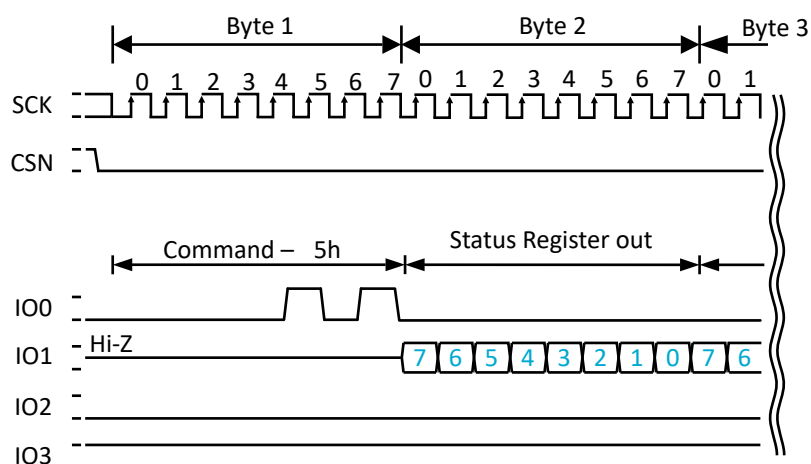 Byte 1 Byte 2 Byte 3
0 1 2 3 4 5 6 7 0 1 2 3 4 5 6 7 0 1
SCK
CSN
Command – 5h Status Register out
IO0
Hi-Z
IO1 7 6 5 4 3 2 1 0 7 6
IO2
IO3